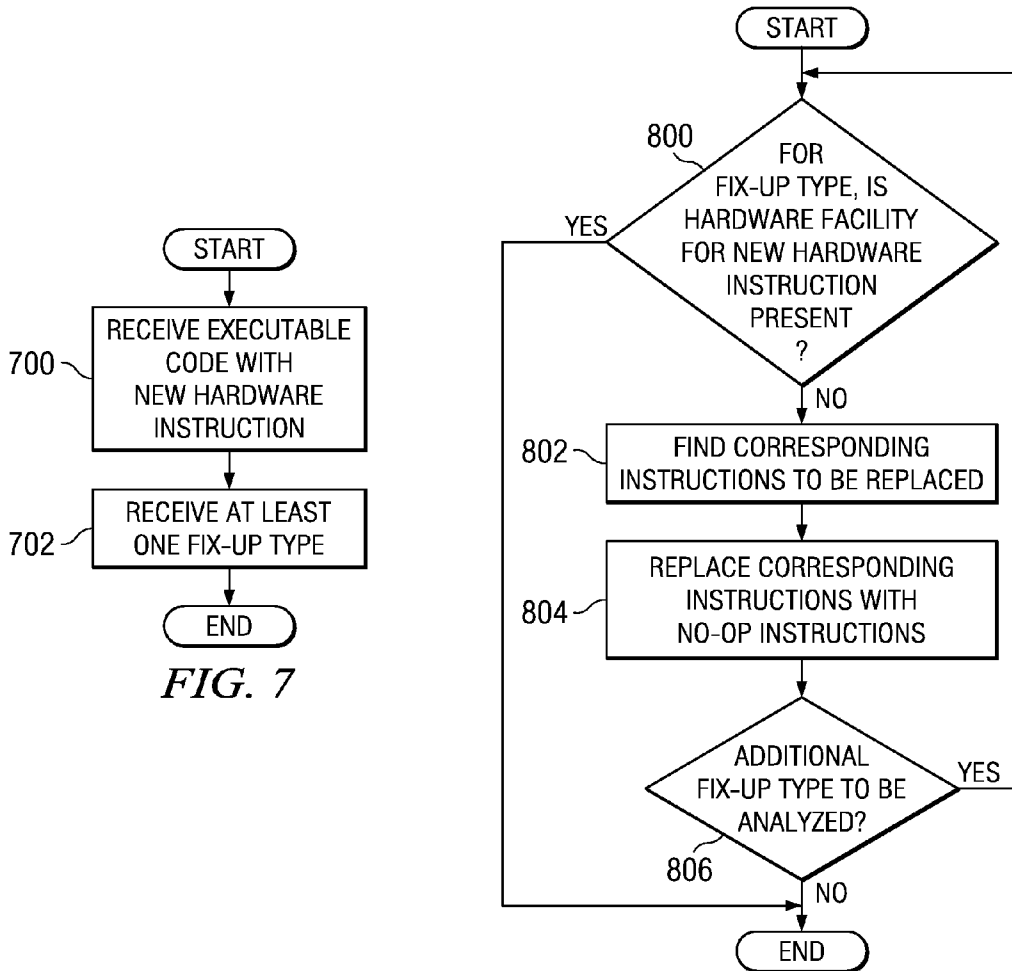 START
RECEIVE EXECUTABLE
CODE WITH
NEW HARDWARE
INSTRUCTION
700
RECEIVE AT LEAST
ONE FIX-UP TYPE
702
END
FIG. 7
START
800
FOR
FIX-UP TYPE, IS
HARDWARE FACILITY
FOR NEW HARDWARE
INSTRUCTION
PRESENT
?
YES
NO
802
FIND CORRESPONDING
INSTRUCTIONS TO BE REPLACED
804
REPLACE CORRESPONDING
INSTRUCTIONS WITH
NO-OP INSTRUCTIONS
ADDITIONAL
FIX-UP TYPE TO BE
ANALYZED?
YES
806
NO
END